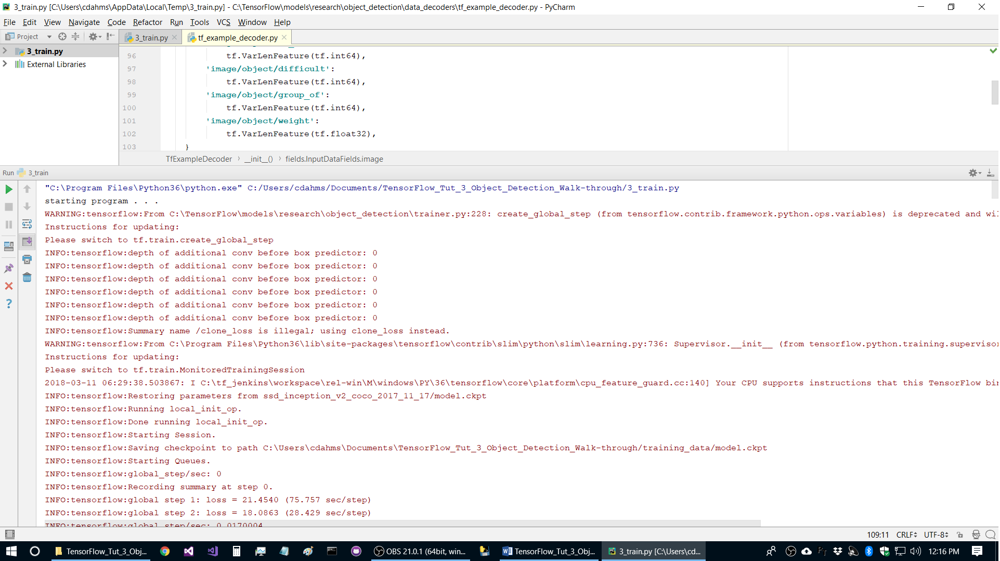 3_train.py [C:\Users\cdahms\AppData\Local\Temp\3_train.py] - C:\TensorFlow\models\research\object_detection\data_decoders\tf_example_decoder.py - PyCharm
File Edit View Navigate Code Refactor Run Tools VCS Window Help
Project
3_train.py
tf_example_decoder.py
3_train.py
External Libraries
96 tf.VarLenFeature(tf.int64),
97 'image/object/difficult':
98 tf.VarLenFeature(tf.int64),
99 'image/object/group_of':
100 tf.VarLenFeature(tf.int64),
101 'image/object/weight':
102 tf.VarLenFeature(tf.float32),
103 }
TfExampleDecoder › __init__() › fields.InputDataFields.image
Run 3_train
"C:\Program Files\Python36\python.exe" C:/Users/cdahms/Documents/TensorFlow_Tut_3_Object_Detection_Walk-through/3_train.py
starting program . . .
WARNING:tensorflow:From C:\TensorFlow\models\research\object_detection\trainer.py:228: create_global_step (from tensorflow.contrib.framework.python.ops.variables) is deprecated and wil
Instructions for updating:
Please switch to tf.train.create_global_step
INFO:tensorflow:depth of additional conv before box predictor: 0
INFO:tensorflow:depth of additional conv before box predictor: 0
INFO:tensorflow:depth of additional conv before box predictor: 0
INFO:tensorflow:depth of additional conv before box predictor: 0
INFO:tensorflow:depth of additional conv before box predictor: 0
INFO:tensorflow:depth of additional conv before box predictor: 0
INFO:tensorflow:Summary name /clone_loss is illegal; using clone_loss instead.
WARNING:tensorflow:From C:\Program Files\Python36\lib\site-packages\tensorflow\contrib\slim\python\slim\learning.py:736: Supervisor.__init__ (from tensorflow.python.training.supervisor
Instructions for updating:
Please switch to tf.train.MonitoredTrainingSession
2018-03-11 06:29:38.503867: I C:\tf_jenkins\workspace\rel-win\M\windows\PY\36\tensorflow\core\platform\cpu_feature_guard.cc:140] Your CPU supports instructions that this TensorFlow bin
INFO:tensorflow:Restoring parameters from ssd_inception_v2_coco_2017_11_17/model.ckpt
INFO:tensorflow:Running local_init_op.
INFO:tensorflow:Done running local_init_op.
INFO:tensorflow:Starting Session.
INFO:tensorflow:Saving checkpoint to path C:\Users\cdahms\Documents\TensorFlow_Tut_3_Object_Detection_Walk-through/training_data/model.ckpt
INFO:tensorflow:Starting Queues.
INFO:tensorflow:global_step/sec: 0
INFO:tensorflow:Recording summary at step 0.
INFO:tensorflow:global step 1: loss = 21.4540 (75.757 sec/step)
INFO:tensorflow:global step 2: loss = 18.0863 (28.429 sec/step)
INFO:tensorflow:global_step/sec: 0.0170004
109:11 CRLF UTF-8
TensorFlow_Tut_3_Obj... OBS 21.0.1 (64bit, win... TensorFlow_Tut_3_Obj... 3_train.py [C:\Users\cd... 12:16 PM